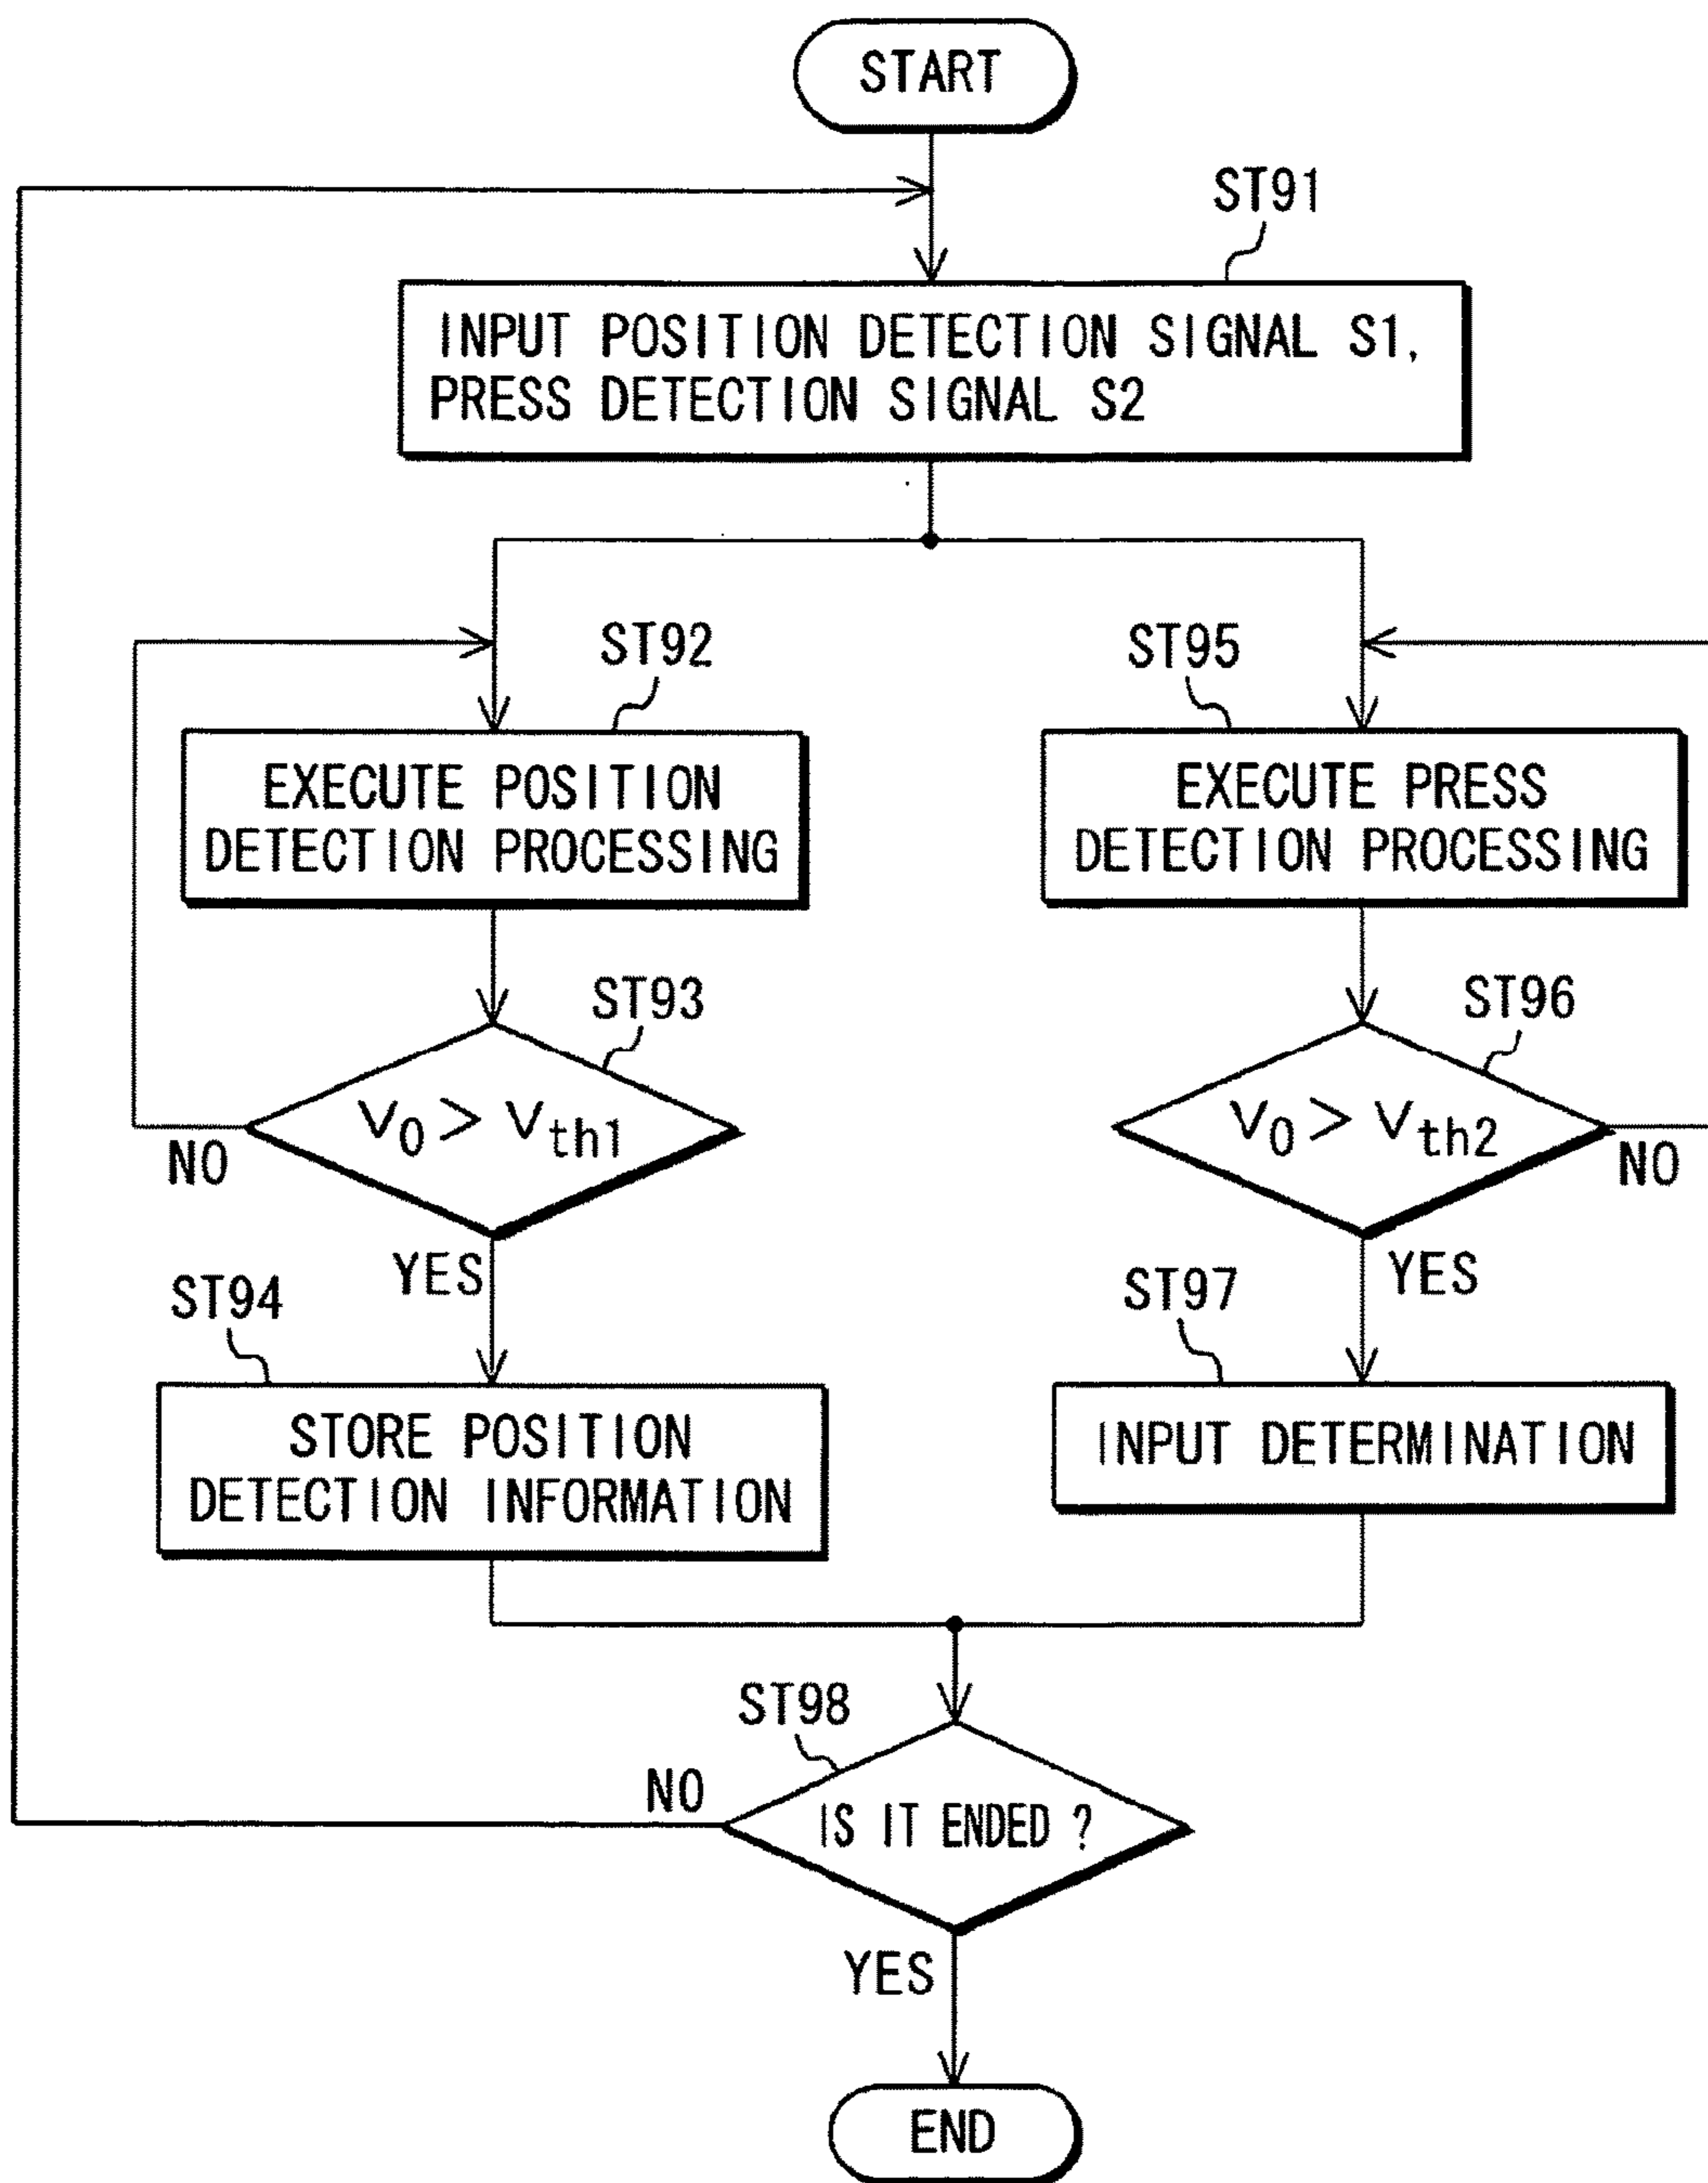 START
ST91
INPUT POSITION DETECTION SIGNAL S1,
PRESS DETECTION SIGNAL S2
ST92
EXECUTE POSITION
DETECTION PROCESSING
ST93
V0 > Vth1
NO
YES
ST94
STORE POSITION
DETECTION INFORMATION
ST95
EXECUTE PRESS
DETECTION PROCESSING
ST96
V0 > Vth2
NO
YES
ST97
INPUT DETERMINATION
ST98
IS IT ENDED ?
NO
YES
END